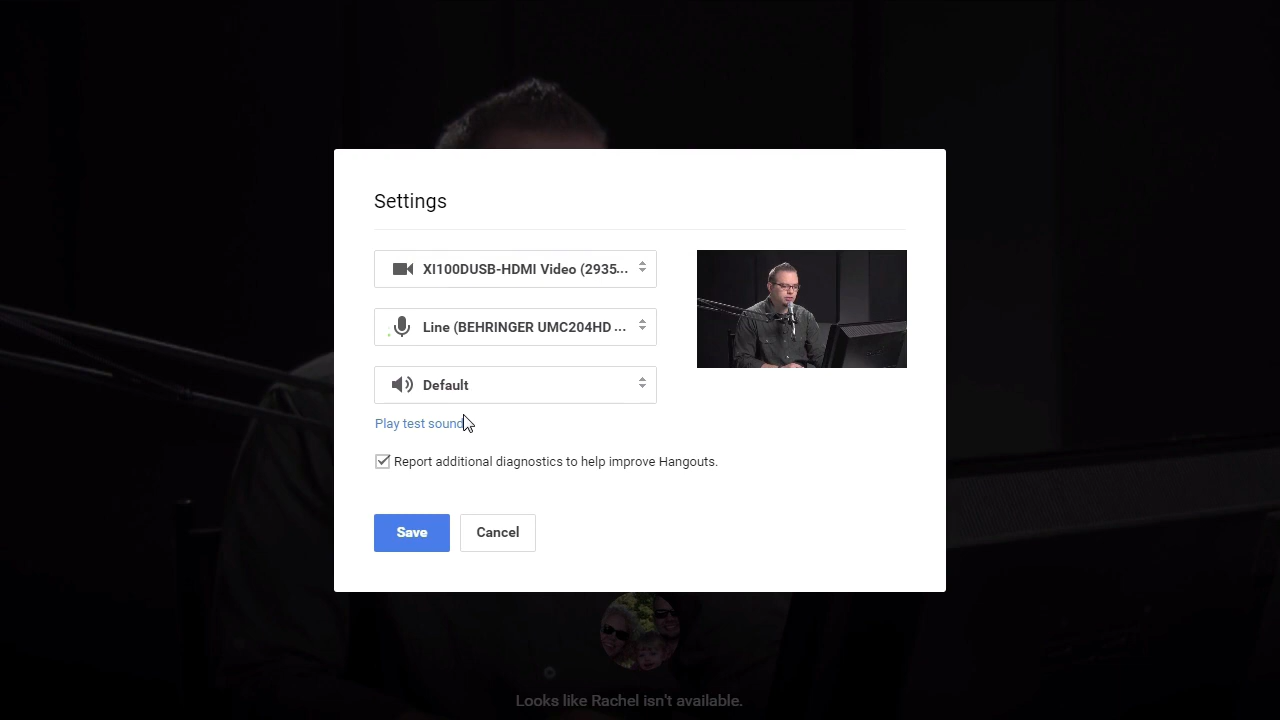 Settings
XI100DUSB-HDMI Video (2935...
Line (BEHRINGER UMC204HD ...
Default
Play test sound
Report additional diagnostics to help improve Hangouts.
Save
Cancel
Looks like Rachel isn't available.